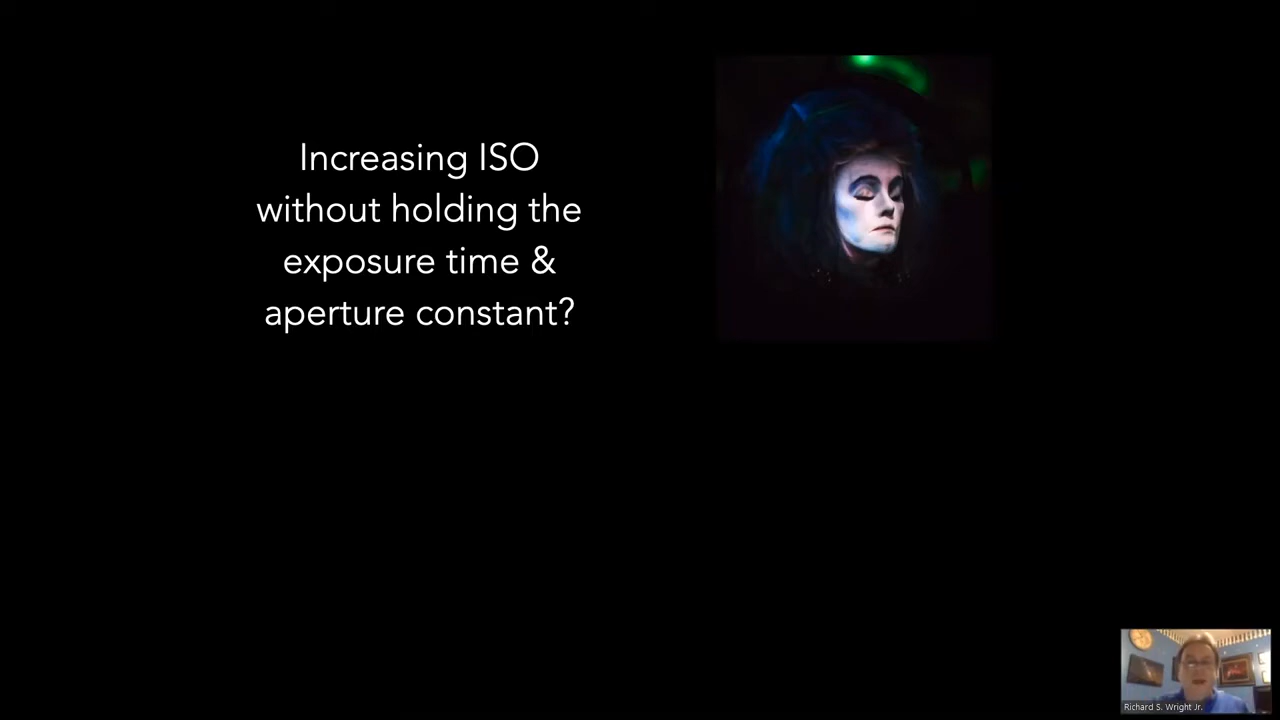 Increasing ISO
without holding the
exposure time &
aperture constant?
Richard S. Wright Jr.